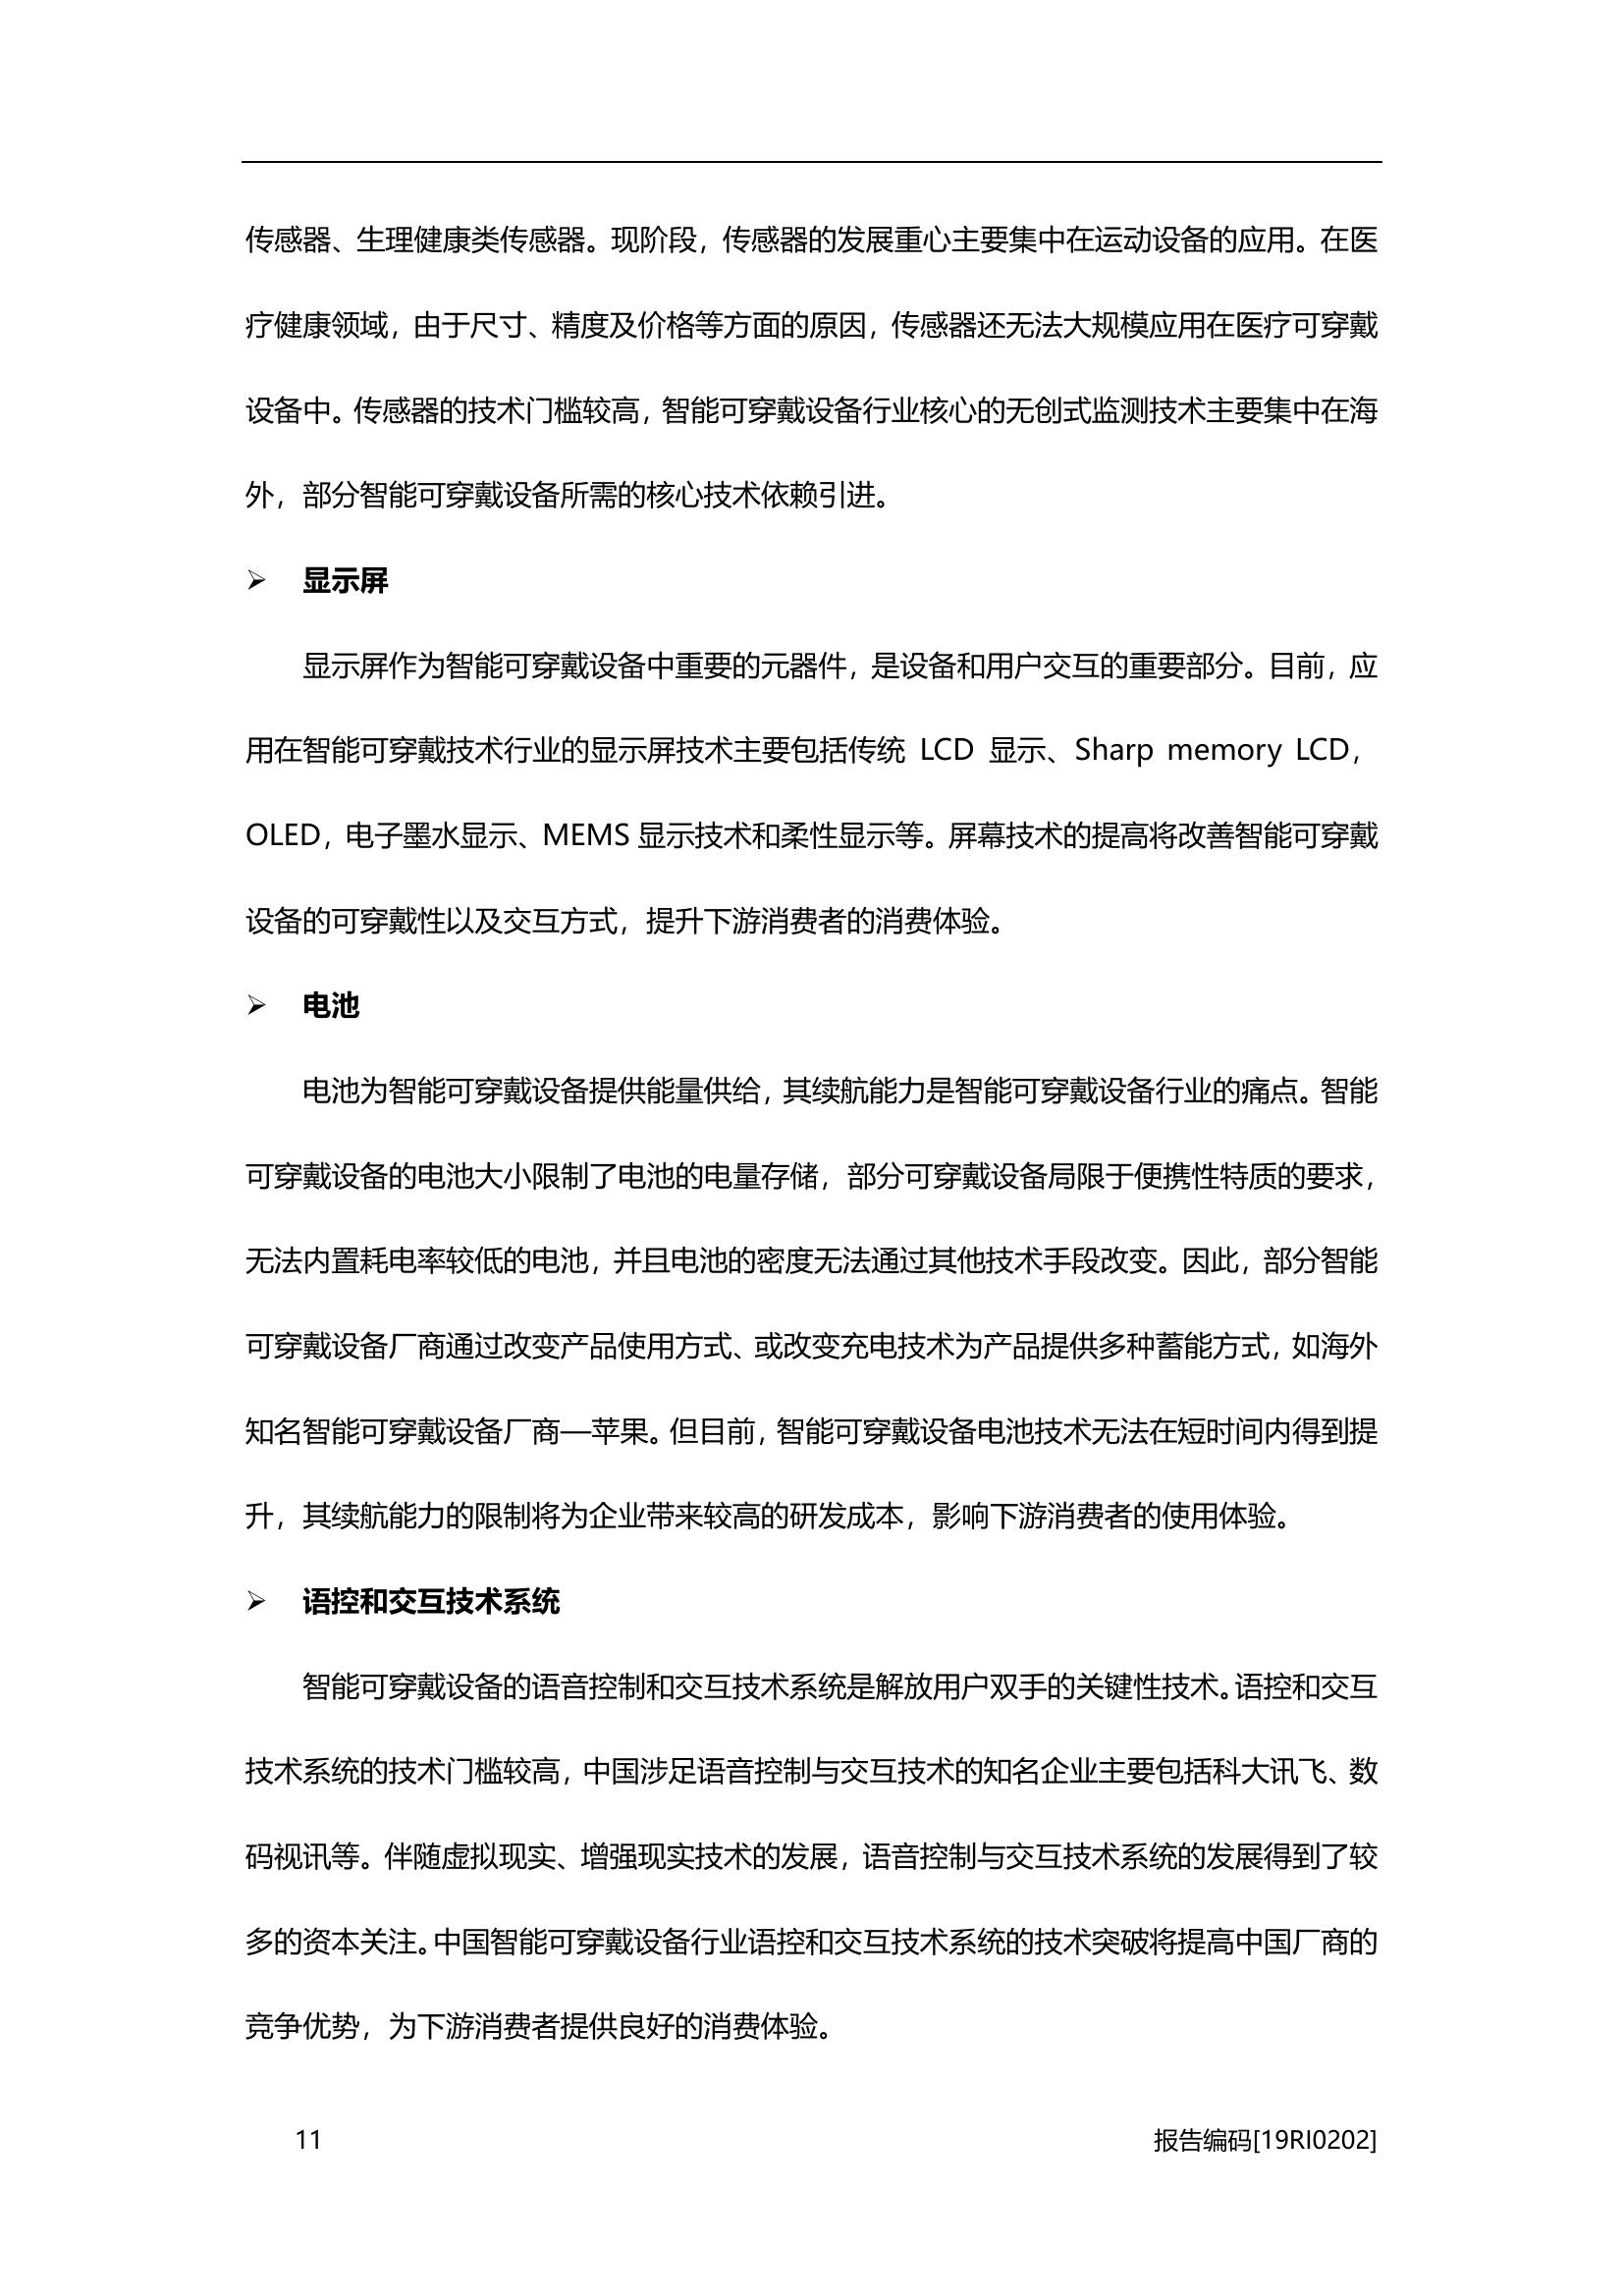 传感器、生理健康类传感器。现阶段，传感器的发展重心主要集中在运动设备的应用。在医
疗健康领域，由于尺寸、精度及价格等方面的原因，传感器还无法大规模应用在医疗可穿戴
设备中。传感器的技术门槛较高，智能可穿戴设备行业核心的无创式监测技术主要集中在海
外，部分智能可穿戴设备所需的核心技术依赖引进。
➢ 显示屏
显示屏作为智能可穿戴设备中重要的元器件，是设备和用户交互的重要部分。目前，应
用在智能可穿戴技术行业的显示屏技术主要包括传统 LCD 显示、Sharp memory LCD，
OLED，电子墨水显示、MEMS 显示技术和柔性显示等。屏幕技术的提高将改善智能可穿戴
设备的可穿戴性以及交互方式，提升下游消费者的消费体验。
➢ 电池
电池为智能可穿戴设备提供能量供给，其续航能力是智能可穿戴设备行业的痛点。智能
可穿戴设备的电池大小限制了电池的电量存储，部分可穿戴设备局限于便携性特质的要求，
无法内置耗电率较低的电池，并且电池的密度无法通过其他技术手段改变。因此，部分智能
可穿戴设备厂商通过改变产品使用方式、或改变充电技术为产品提供多种蓄能方式，如海外
知名智能可穿戴设备厂商—苹果。但目前，智能可穿戴设备电池技术无法在短时间内得到提
升，其续航能力的限制将为企业带来较高的研发成本，影响下游消费者的使用体验。
➢ 语控和交互技术系统
智能可穿戴设备的语音控制和交互技术系统是解放用户双手的关键性技术。语控和交互
技术系统的技术门槛较高，中国涉足语音控制与交互技术的知名企业主要包括科大讯飞、数
码视讯等。伴随虚拟现实、增强现实技术的发展，语音控制与交互技术系统的发展得到了较
多的资本关注。中国智能可穿戴设备行业语控和交互技术系统的技术突破将提高中国厂商的
竞争优势，为下游消费者提供良好的消费体验。
11 报告编码[19RI0202]